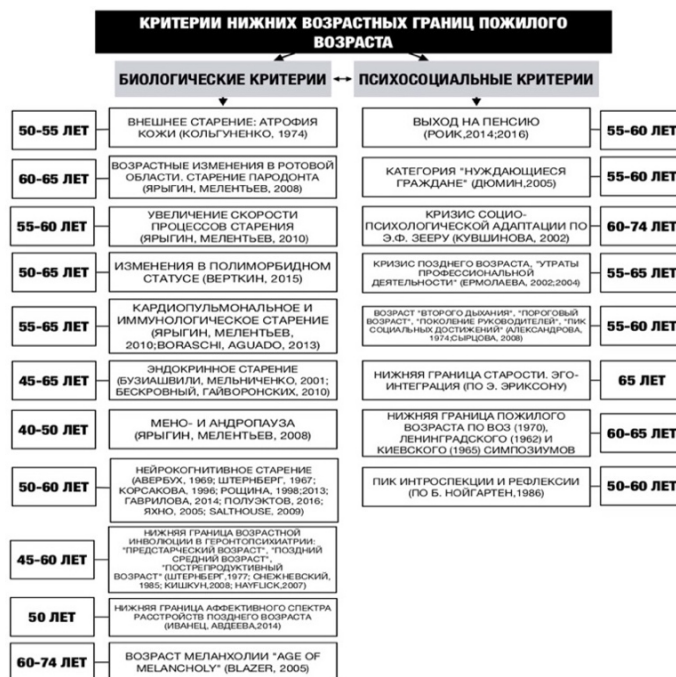 КРИТЕРИИ НИЖНИХ ВОЗРАСТНЫХ ГРАНИЦ ПОЖИЛОГО
ВОЗРАСТА
БИОЛОГИЧЕСКИЕ КРИТЕРИИ
ПСИХОСОЦИАЛЬНЫЕ КРИТЕРИИ
50-55 ЛЕТ
ВНЕШНЕЕ СТАРЕНИЕ: АТРОФИЯ
КОЖИ (КОЛЬГУНЕНКО, 1974)
60-65 ЛЕТ
ВОЗРАСТНЫЕ ИЗМЕНЕНИЯ В РОТОВОЙ
ОБЛАСТИ. СТАРЕНИЕ ПАРОДОНТА
(ЯРЫГИН, МЕЛЕНТЬЕВ, 2008)
55-60 ЛЕТ
УВЕЛИЧЕНИЕ СКОРОСТИ
ПРОЦЕССОВ СТАРЕНИЯ
(ЯРЫГИН, МЕЛЕНТЬЕВ, 2010)
50-65 ЛЕТ
ИЗМЕНЕНИЯ В ПОЛИМОРБИДНОМ
СТАТУСЕ (ВЕРТКИН, 2015)
55-65 ЛЕТ
КАРДИОПУЛЬМОНАЛЬНОЕ И
ИММУНОЛОГИЧЕСКОЕ СТАРЕНИЕ
(ЯРЫГИН, МЕЛЕНТЬЕВ,
2010;BORASCHI, AGUADO, 2013)
45-65 ЛЕТ
ЭНДОКРИННОЕ СТАРЕНИЕ
(БУЗИАШВИЛИ, МЕЛЬНИЧЕНКО, 2001;
БЕСКРОВНЫЙ, ГАЙВОРОНСКИХ, 2010)
40-50 ЛЕТ
МЕНО- И АНДРОПАУЗА
(ЯРЫГИН, МЕЛЕНТЬЕВ, 2008)
50-60 ЛЕТ
НЕЙРОКОГНИТИВНОЕ СТАРЕНИЕ
(АВЕРБУХ, 1969; ШТЕРНБЕРГ, 1967;
КОРСАКОВА, 1996; РОЩИНА, 1998;2013;
ГАВРИЛОВА, 2014; ПОЛУЭКТОВ, 2016;
ЯХНО, 2005; SALTHOUSE, 2009)
45-60 ЛЕТ
НИЖНЯЯ ГРАНИЦА ВОЗРАСТНОЙ
ИНВОЛЮЦИИ В ГЕРОНТОПСИХИАТРИИ:
"ПРЕДСТАРЧЕСКИЙ ВОЗРАСТ", "ПОЗДНИЙ
СРЕДНИЙ ВОЗРАСТ",
"ПОСТРЕПРОДУКТИВНЫЙ
ВОЗРАСТ" (ШТЕРНБЕРГ,1977; СНЕЖНЕВСКИЙ,
1985; КИШКУН,2008; HAYFLICK,2007)
50 ЛЕТ
НИЖНЯЯ ГРАНИЦА АФФЕКТИВНОГО СПЕКТРА
РАССТРОЙСТВ ПОЗДНЕГО ВОЗРАСТА
(ИВАНЕЦ, АВДЕЕВА,2014)
60-74 ЛЕТ
ВОЗРАСТ МЕЛАНХОЛИИ "AGE OF
MELANCHOLY" (BLAZER, 2005)
ВЫХОД НА ПЕНСИЮ
(РОИК,2014;2016)
55-60 ЛЕТ
КАТЕГОРИЯ "НУЖДАЮЩИЕСЯ
ГРАЖДАНЕ" (ДЮМИН,2005)
55-60 ЛЕТ
КРИЗИС СОЦИО-
ПСИХОЛОГИЧЕСКОЙ АДАПТАЦИИ ПО
Э.Ф. ЗЕЕРУ (КУВШИНОВА, 2002)
60-74 ЛЕТ
КРИЗИС ПОЗДНЕГО ВОЗРАСТА, "УТРАТЫ
ПРОФЕССИОНАЛЬНОЙ
ДЕЯТЕЛЬНОСТИ"
(ЕРМОЛАЕВА, 2002;2004)
55-65 ЛЕТ
ВОЗРАСТ "ВТОРОГО ДЫХАНИЯ", "ПОРОГОВЫЙ
ВОЗРАСТ", "ПОКОЛЕНИЕ РУКОВОДИТЕЛЕЙ", "ПИК
СОЦИАЛЬНЫХ ДОСТИЖЕНИЙ" (АЛЕКСАНДРОВА,
1974;СЫРЦОВА, 2008)
55-60 ЛЕТ
НИЖНЯЯ ГРАНИЦА СТАРОСТИ. ЭГО-
ИНТЕГРАЦИЯ (ПО Э. ЭРИКСОНУ)
65 ЛЕТ
НИЖНЯЯ ГРАНИЦА ПОЖИЛОГО
ВОЗРАСТА ПО ВОЗ (1970),
ЛЕНИНГРАДСКОГО (1962) И
КИЕВСКОГО (1965) СИМПОЗИУМОВ
60-65 ЛЕТ
ПИК ИНТРОСПЕКЦИИ И РЕФЛЕКСИИ
(ПО Б. НОЙГАРТЕН,1986)
50-60 ЛЕТ